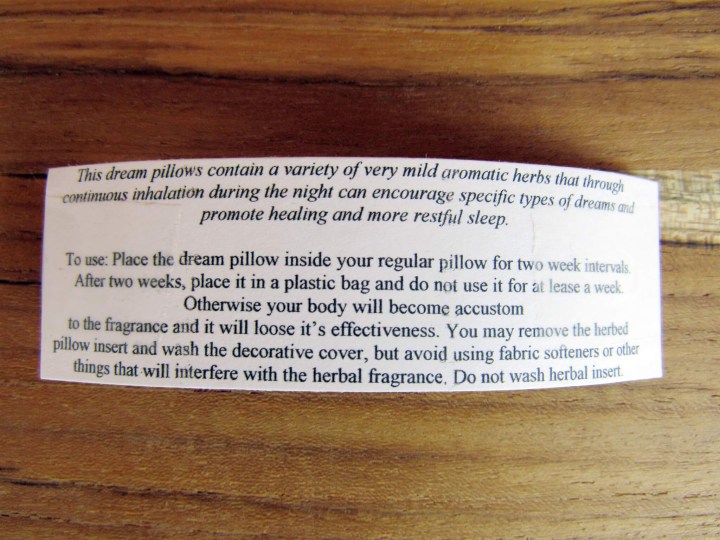 This dream pillows contain a variety of very mild aromatic herbs that through
continuous inhalation during the night can encourage specific types of dreams and
promote healing and more restful sleep.
To use: Place the dream pillow inside your regular pillow for two week intervals.
After two weeks, place it in a plastic bag and do not use it for at lease a week.
Otherwise your body will become accustom
to the fragrance and it will loose it's effectiveness. You may remove the herbed
pillow insert and wash the decorative cover, but avoid using fabric softeners or other
things that will interfere with the herbal fragrance. Do not wash herbal insert.